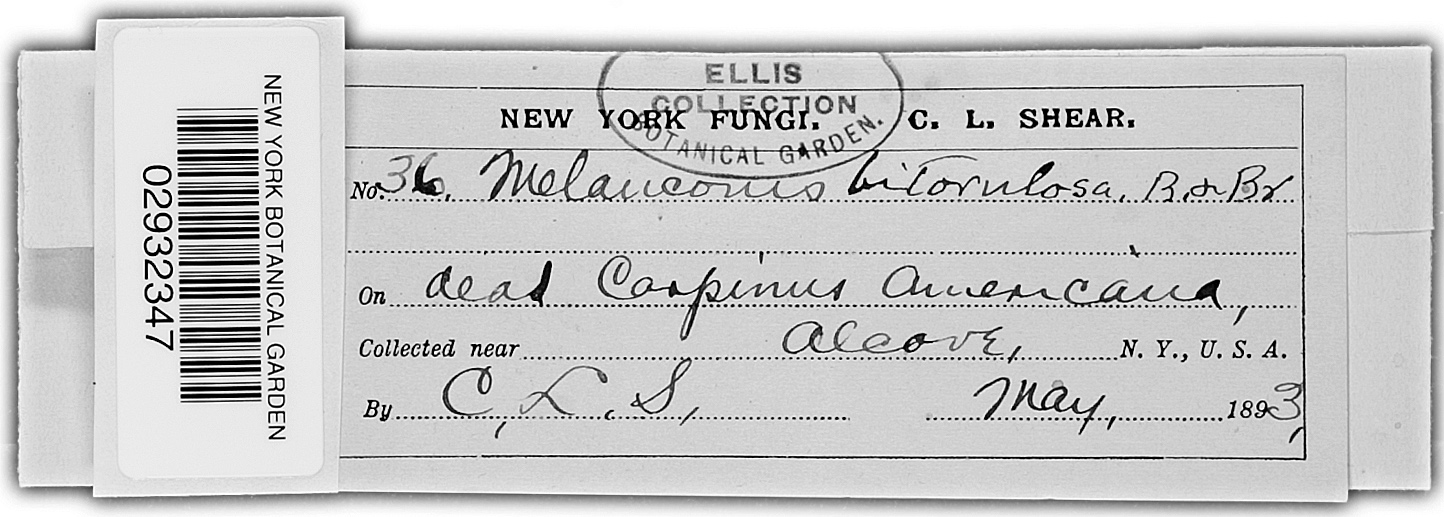 NEW YORK BOTANICAL GARDEN
02932347
ELLIS
COLLECTION
BOTANICAL GARDEN.
NEW YORK FUNGI. C. L. SHEAR.
No. 36. Melanconis bitorulosa. B. & Br
On dead Carpinus Americana,
Collected near Alcove, N. Y., U. S. A.
By C. L. S. May, 1893,